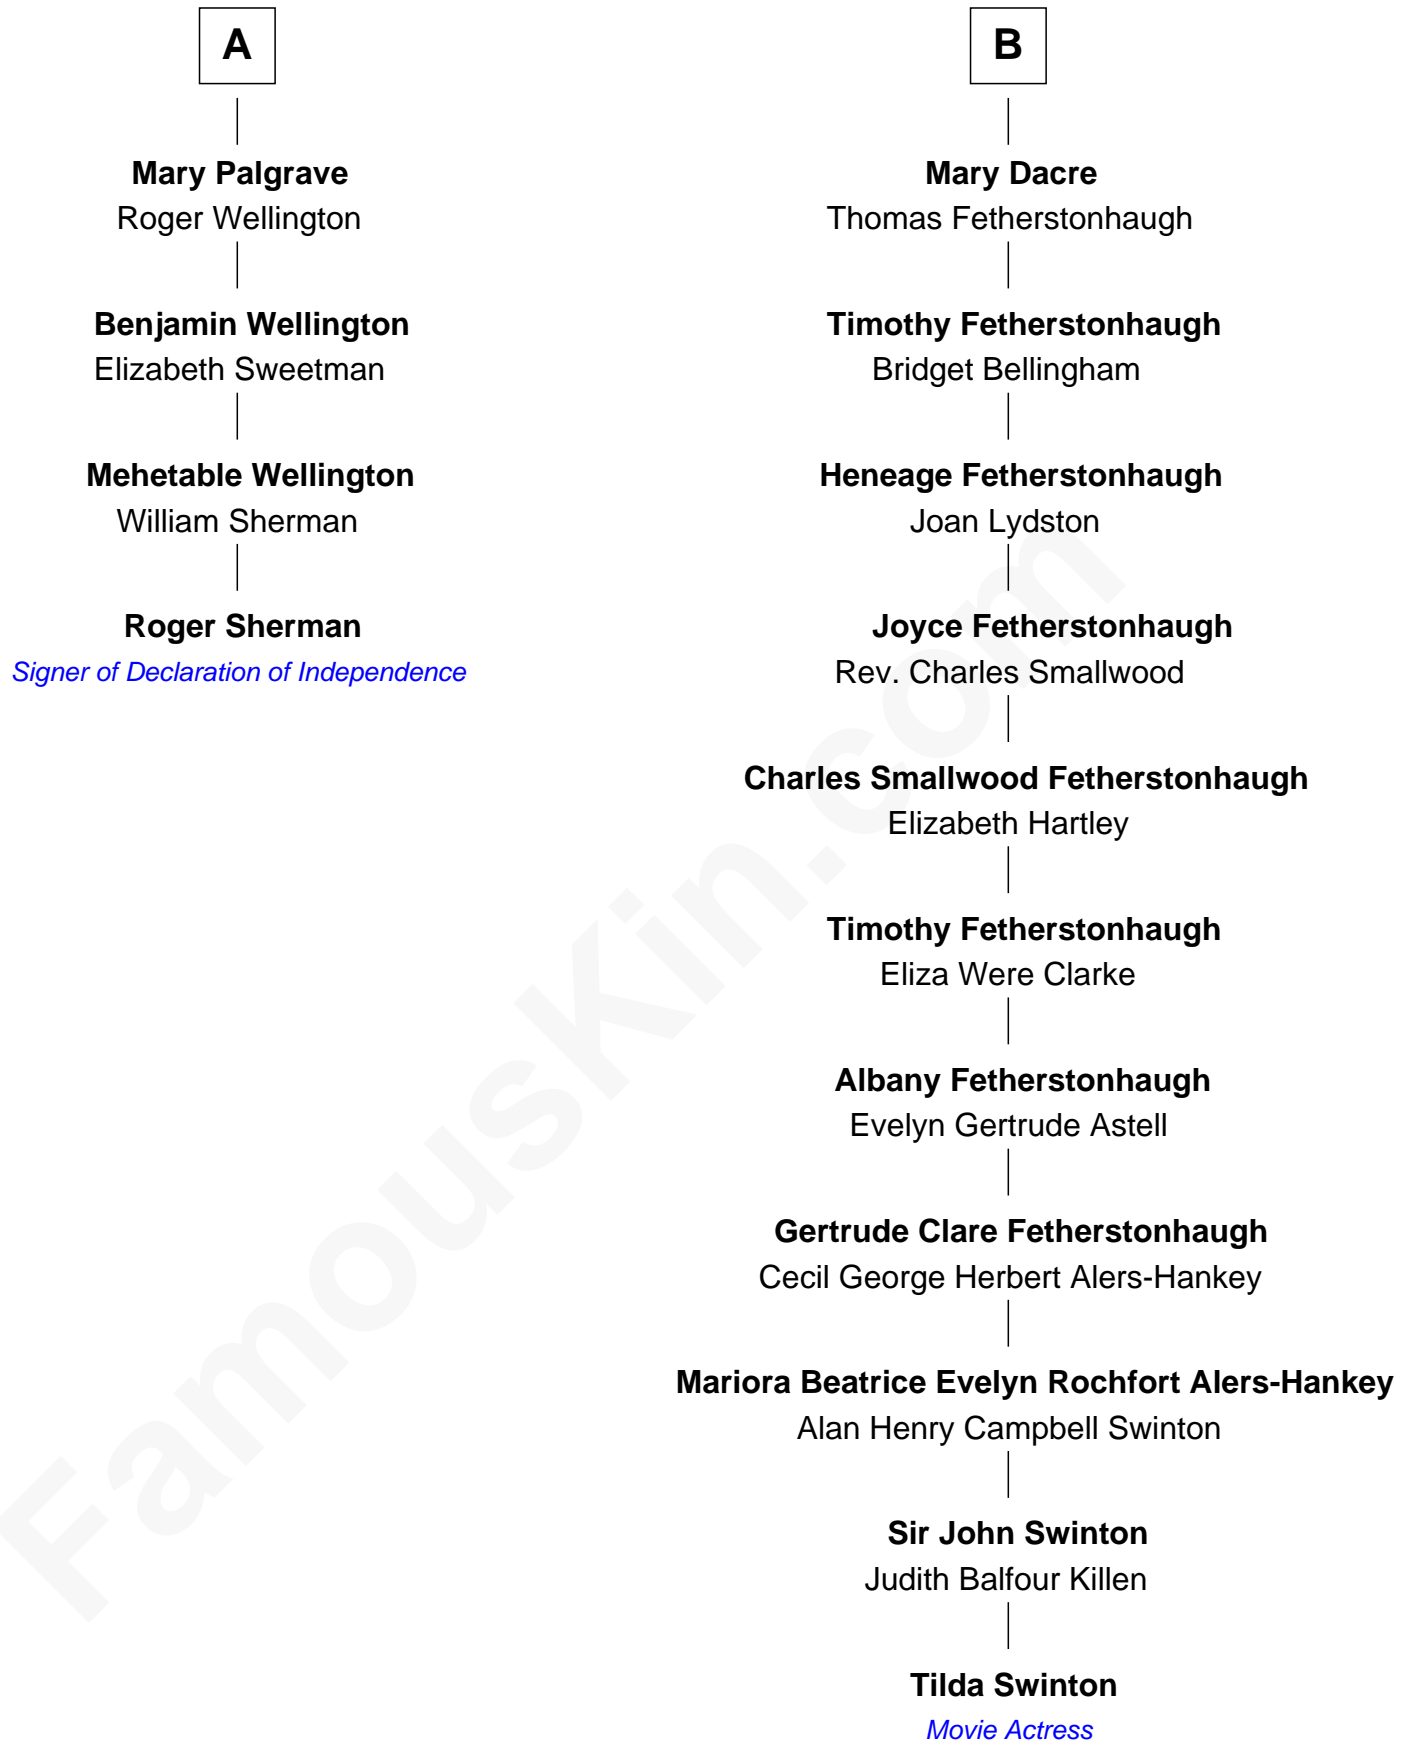 A
Mary Palgrave
Roger Wellington
Benjamin Wellington
Elizabeth Sweetman
Mehetable Wellington
William Sherman
Roger Sherman
Signer of Declaration of Independence
B
Mary Dacre
Thomas Fetherstonhaugh
Timothy Fetherstonhaugh
Bridget Bellingham
Heneage Fetherstonhaugh
Joan Lydston
Joyce Fetherstonhaugh
Rev. Charles Smallwood
Charles Smallwood Fetherstonhaugh
Elizabeth Hartley
Timothy Fetherstonhaugh
Eliza Were Clarke
Albany Fetherstonhaugh
Evelyn Gertrude Astell
Gertrude Clare Fetherstonhaugh
Cecil George Herbert Alers-Hankey
Mariora Beatrice Evelyn Rochfort Alers-Hankey
Alan Henry Campbell Swinton
Sir John Swinton
Judith Balfour Killen
Tilda Swinton
Movie Actress
FamousKin.com